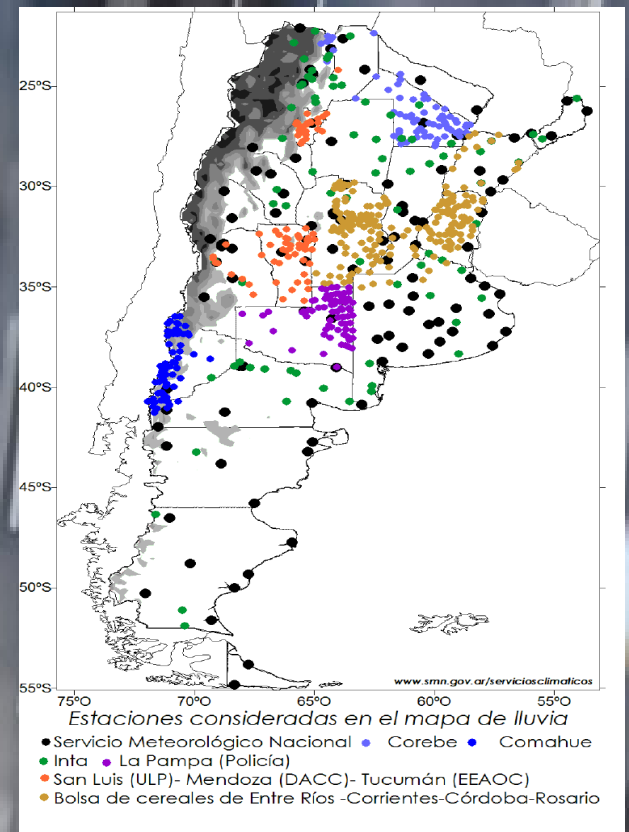 25°S
30°S
35°S
40°S
45°S
50°S
55°S
www.smn.gov.ar/serviciosclimaticos
75°O 70°O 65°O 60°O 55°O
Estaciones consideradas en el mapa de lluvia
Servicio Meteorológico Nacional Corebe Comahue
Inta La Pampa (Policía)
San Luis (ULP)- Mendoza (DACC)- Tucumán (EEAOC)
Bolsa de cereales de Entre Ríos -Corrientes-Córdoba-Rosario